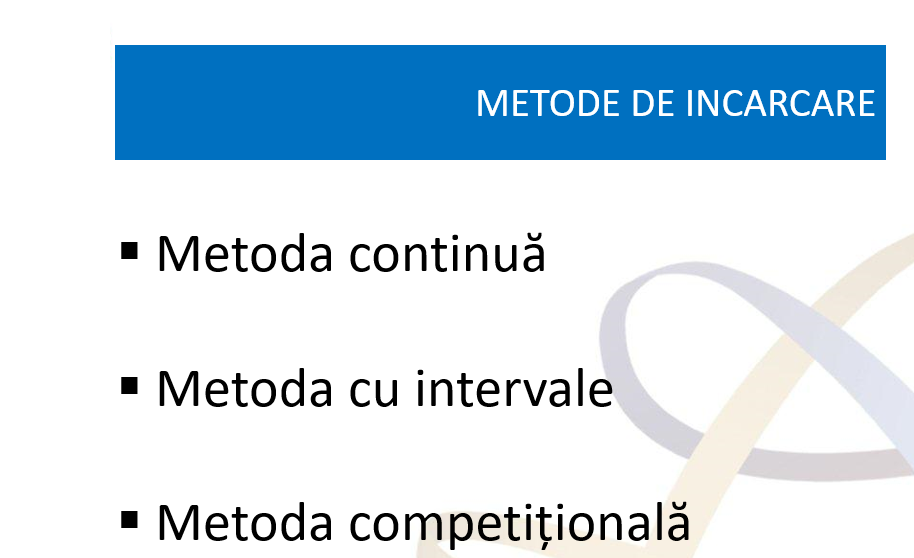 METODE DE INCARCARE
▪ Metoda continuă
▪ Metoda cu intervale
▪ Metoda competițională